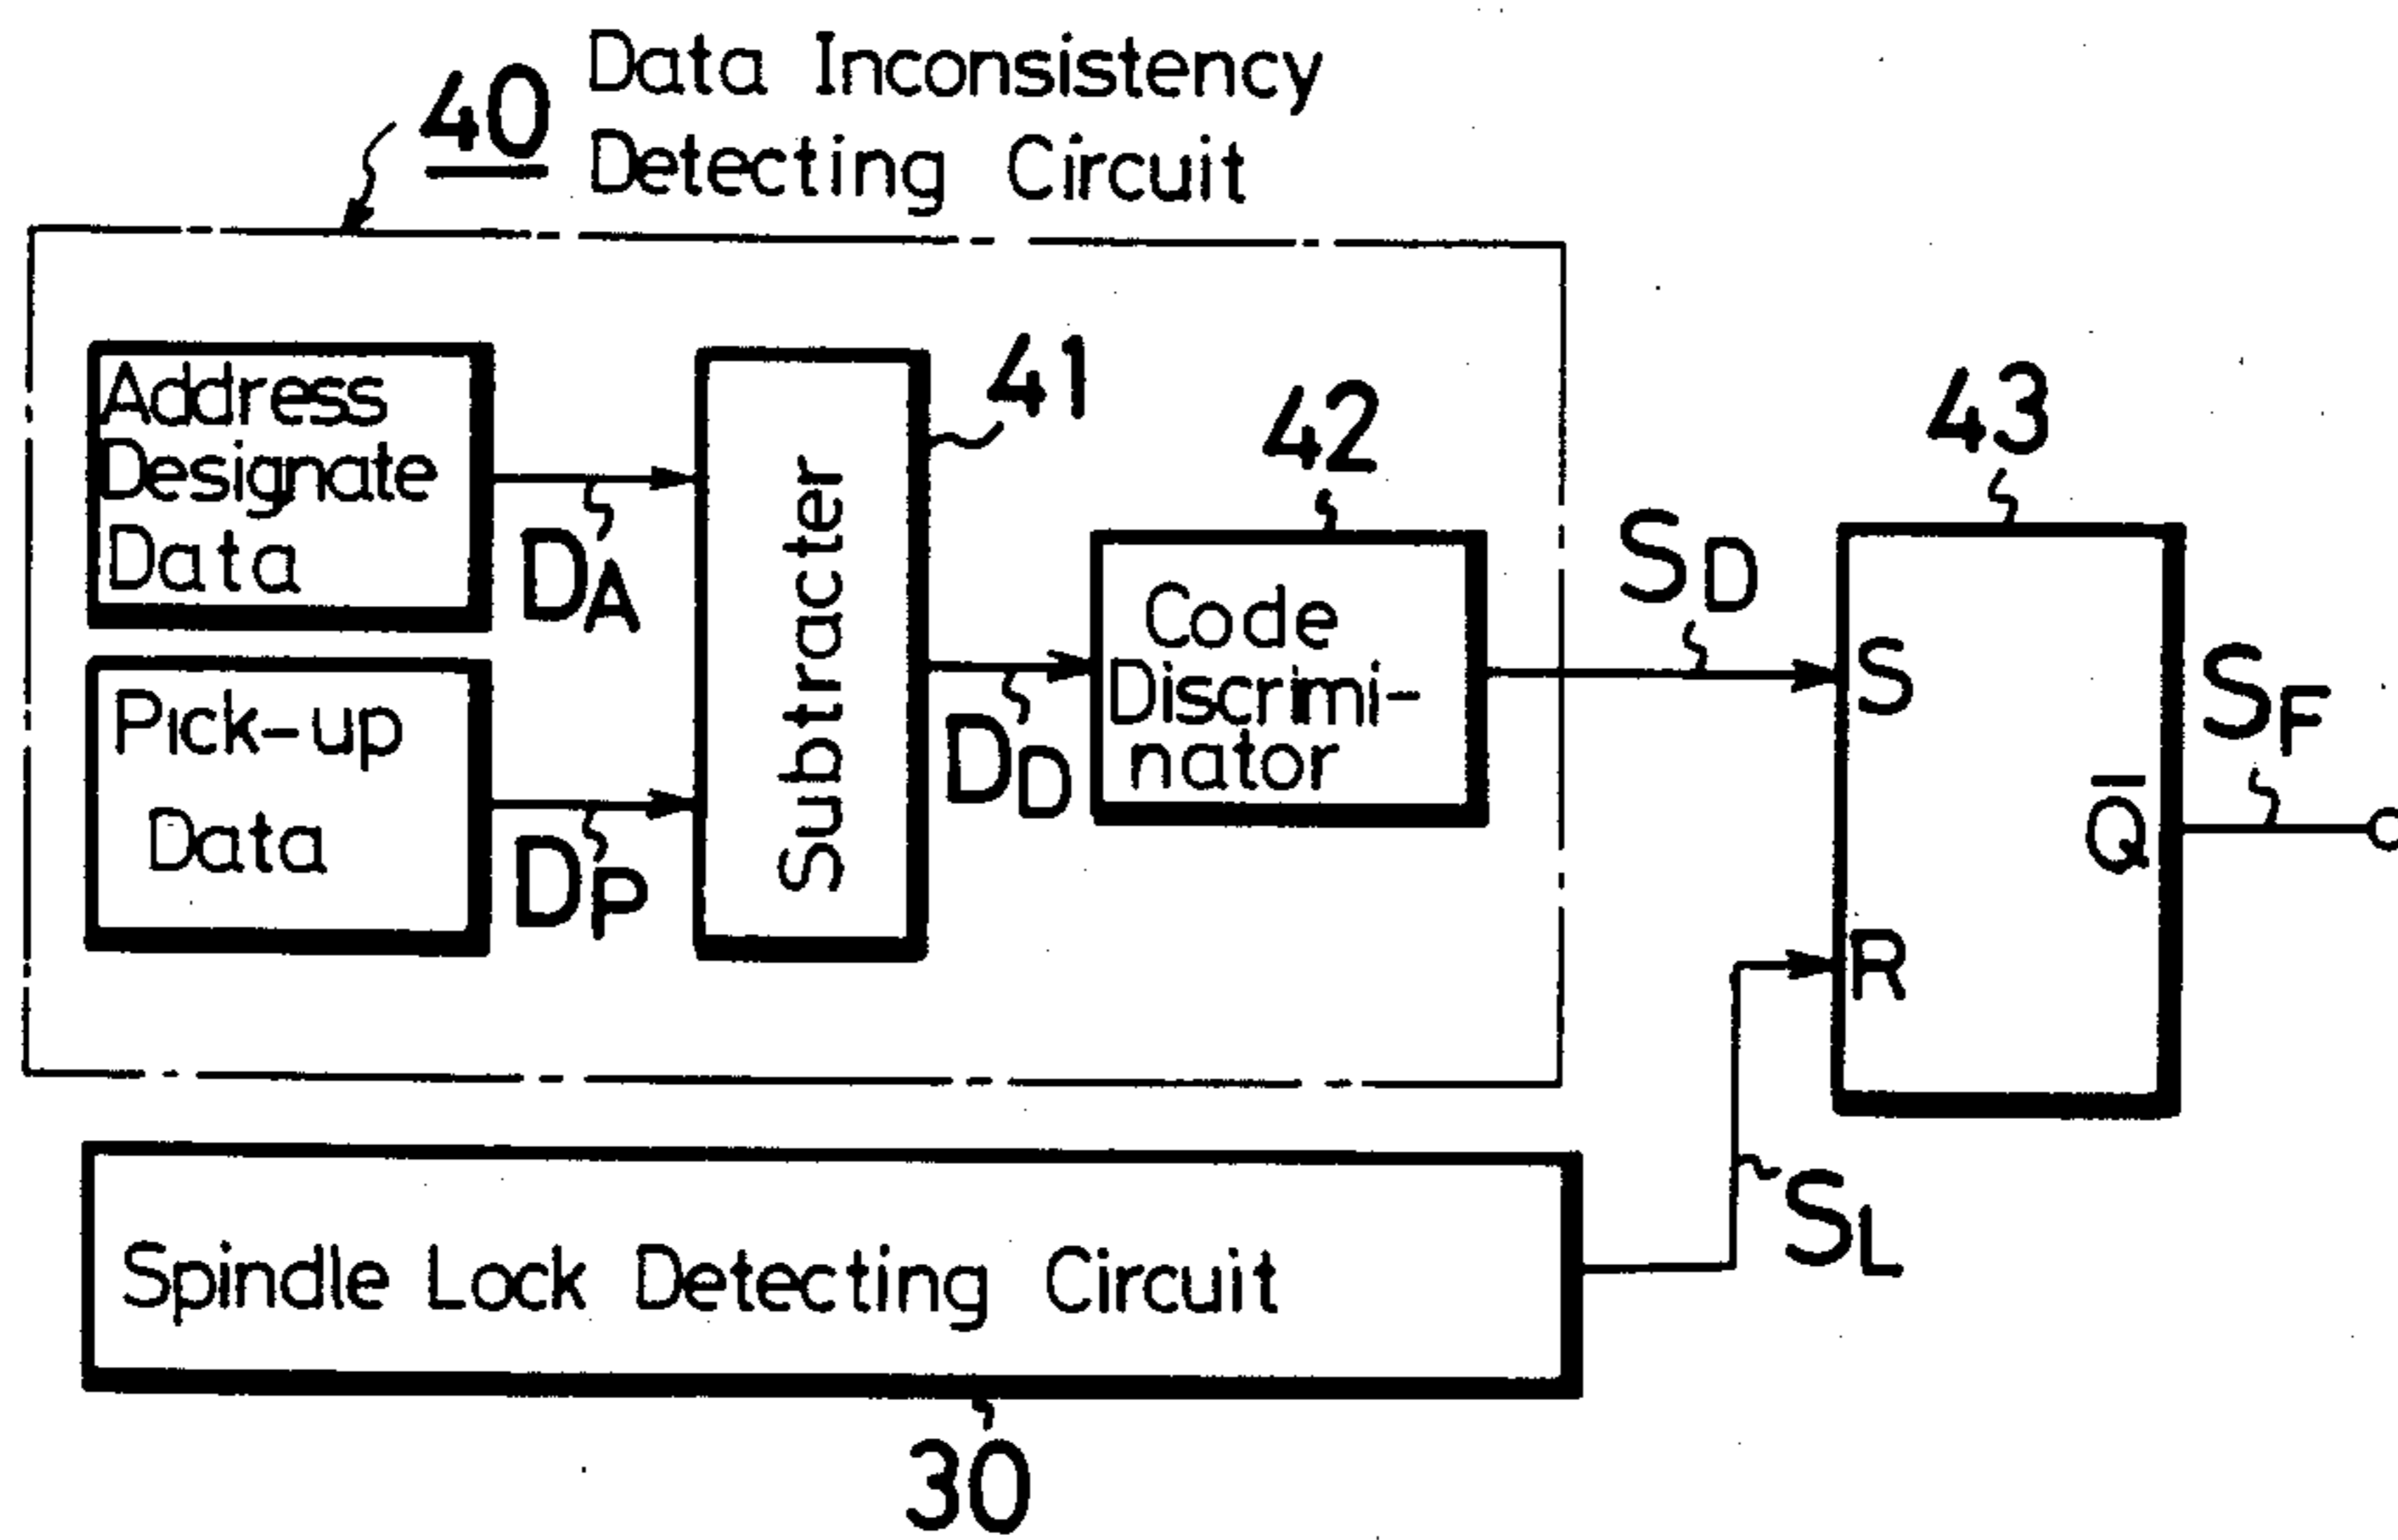 40
Data Inconsistency
Detecting Circuit
Address
Designate
Data
DA
Pick-up
Data
DP
Subtracter
41
DD
42
Code
Discrimi-
nator
SD
43
S
R
Q̅
SF
SL
Spindle Lock Detecting Circuit
30